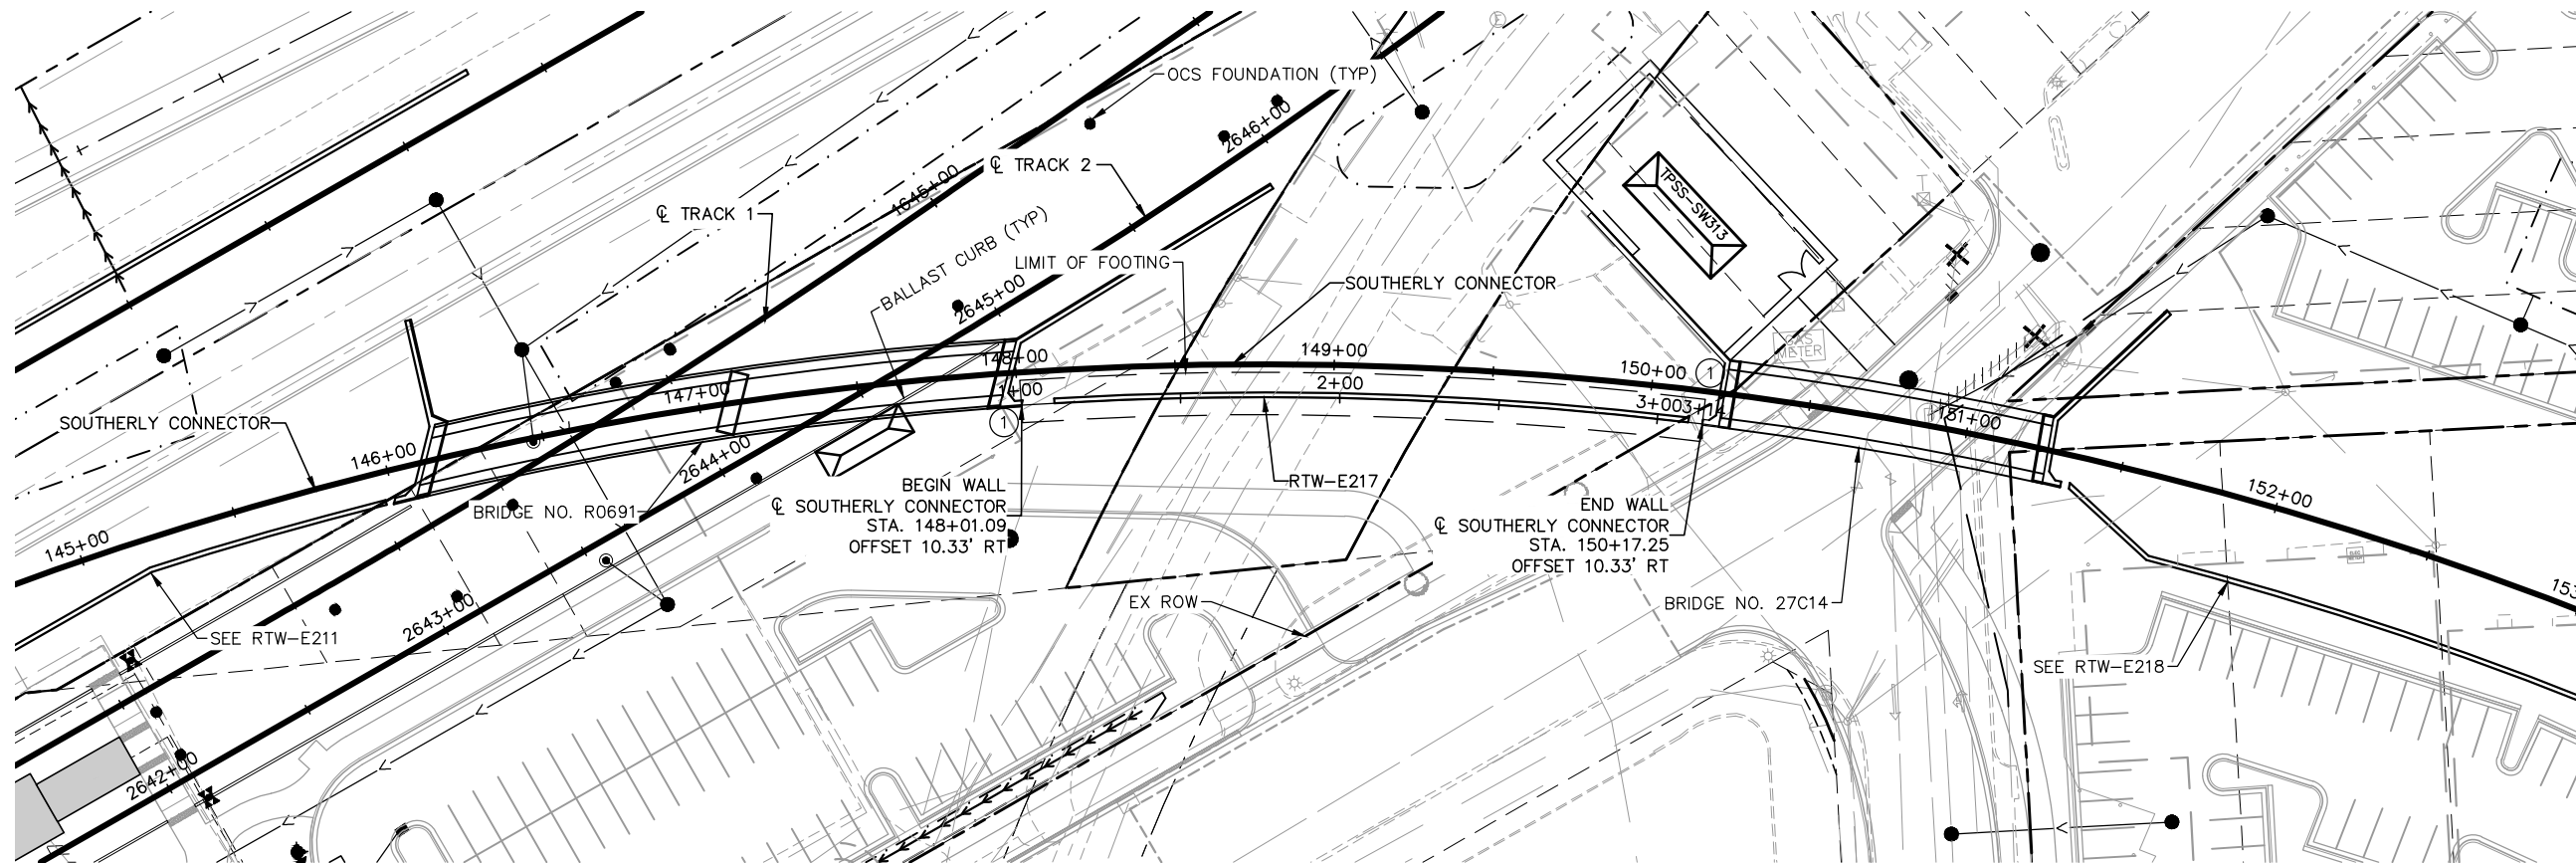 OCS FOUNDATION (TYP)
2646+00
℄ TRACK 2
1645+00
℄ TRACK 1
BALLAST CURB (TYP)
TPSS-SW313
LIMIT OF FOOTING
2645+00
SOUTHERLY CONNECTOR
GAS
METER
148+00
149+00
150+00
1
147+00
1+00
2+00
3+00
151+00
SOUTHERLY CONNECTOR
1
146+00
2644+00
RTW-E217
BEGIN WALL
℄ SOUTHERLY CONNECTOR
STA. 148+01.09
OFFSET 10.33' RT
152+00
BRIDGE NO. R0691
END WALL
℄ SOUTHERLY CONNECTOR
STA. 150+17.25
OFFSET 10.33' RT
145+00
EX ROW
BRIDGE NO. 27C14
2643+00
SEE RTW-E211
SEE RTW-E218
2642+00